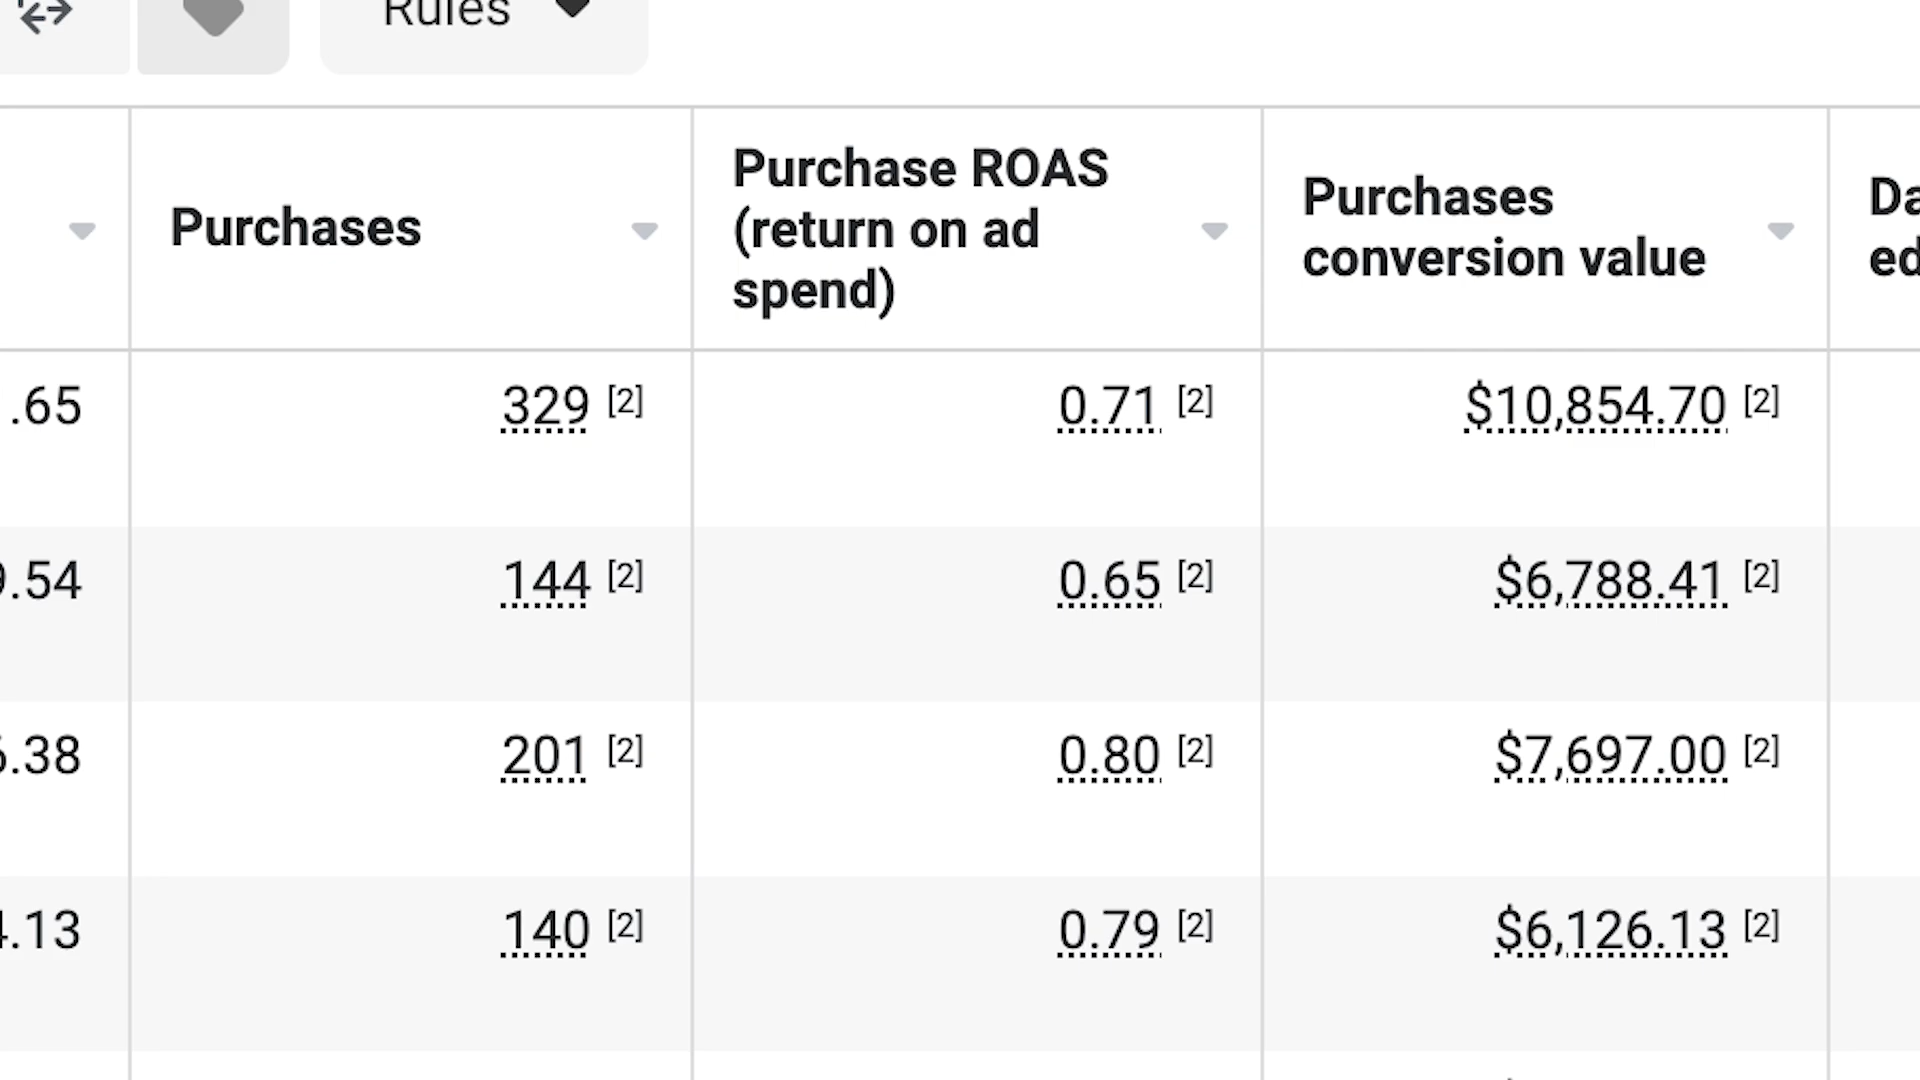 Rules
Purchases
Purchase ROAS
(return on ad
spend)
Purchases
conversion value
.65 329 [2] 0.71 [2] $10,854.70 [2]
.54 144 [2] 0.65 [2] $6,788.41 [2]
.38 201 [2] 0.80 [2] $7,697.00 [2]
.13 140 [2] 0.79 [2] $6,126.13 [2]